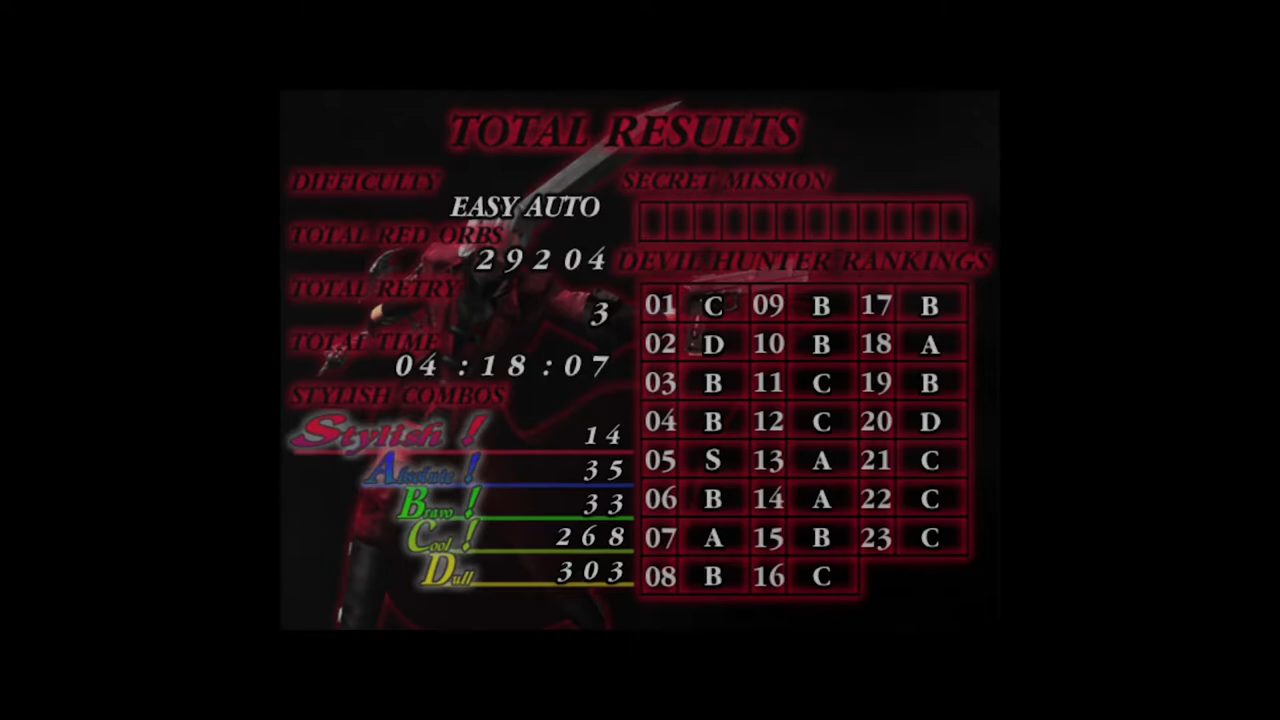 TOTAL RESULTS
DIFFICULTY
EASY AUTO
TOTAL RED ORBS
29204
TOTAL RETRY
3
TOTAL TIME
04 :18 :07
STYLISH COMBOS
Stylish ! 14
Absolute ! 35
Bravo ! 33
Cool ! 268
Dull 303
SECRET MISSION
DEVIL HUNTER RANKINGS
01 C 09 B 17 B
02 D 10 B 18 A
03 B 11 C 19 B
04 B 12 C 20 D
05 S 13 A 21 C
06 B 14 A 22 C
07 A 15 B 23 C
08 B 16 C